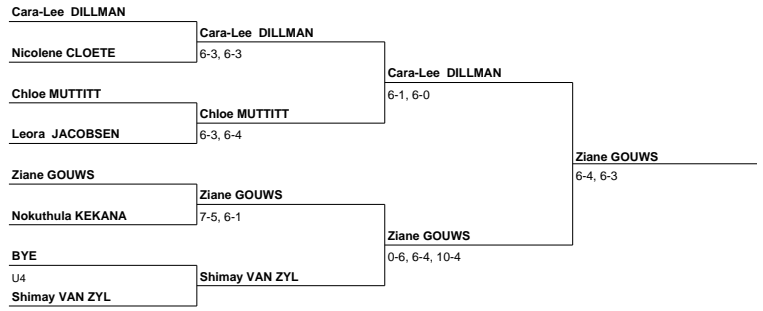 Cara-Lee DILLMAN
Cara-Lee DILLMAN
Nicolene CLOETE
6-3, 6-3
Cara-Lee DILLMAN
6-1, 6-0
Chloe MUTTITT
Chloe MUTTITT
Leora JACOBSEN
6-3, 6-4
Ziane GOUWS
6-4, 6-3
Ziane GOUWS
Ziane GOUWS
Nokuthula KEKANA
7-5, 6-1
Ziane GOUWS
0-6, 6-4, 10-4
BYE
U4
Shimay VAN ZYL
Shimay VAN ZYL